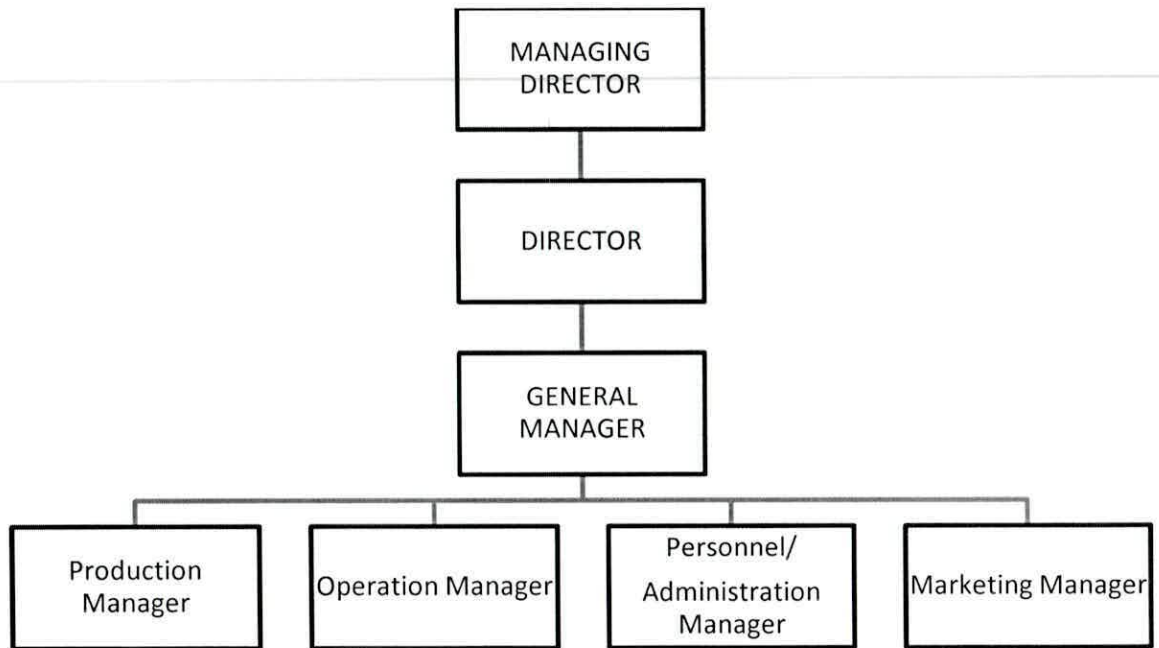 MANAGING
DIRECTOR
DIRECTOR
GENERAL
MANAGER
Production
Manager
Operation Manager
Personnel/
Administration
Manager
Marketing Manager